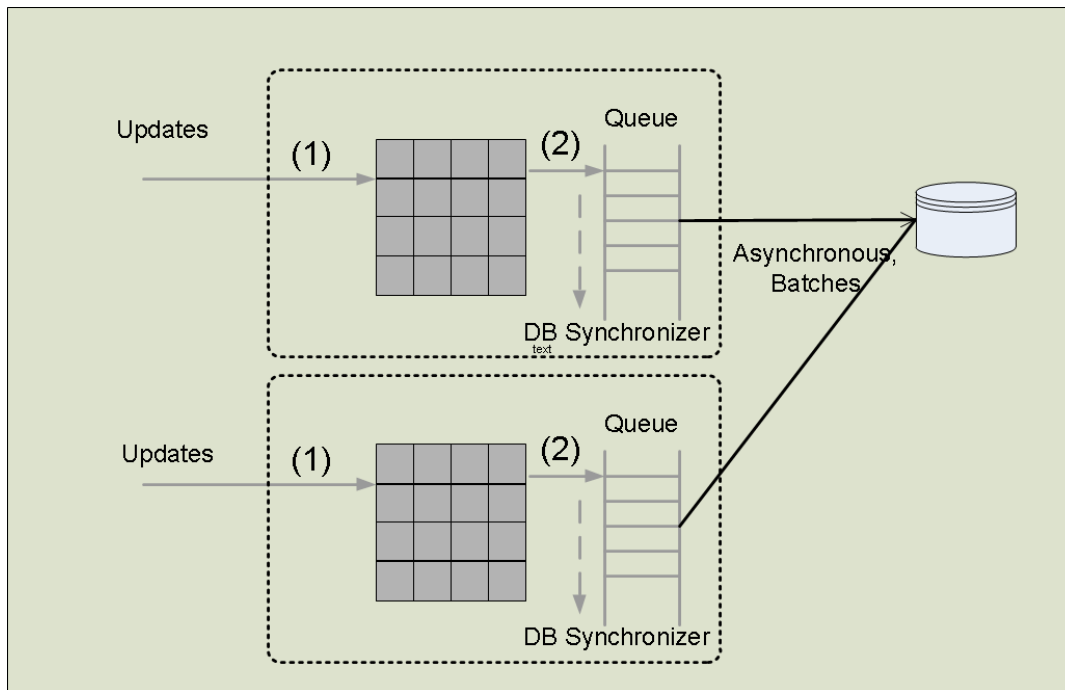 Queue
Updates
(1)
(2)
Asynchronous,
Batches
DB Synchronizer
text
Queue
Updates
(1)
(2)
DB Synchronizer